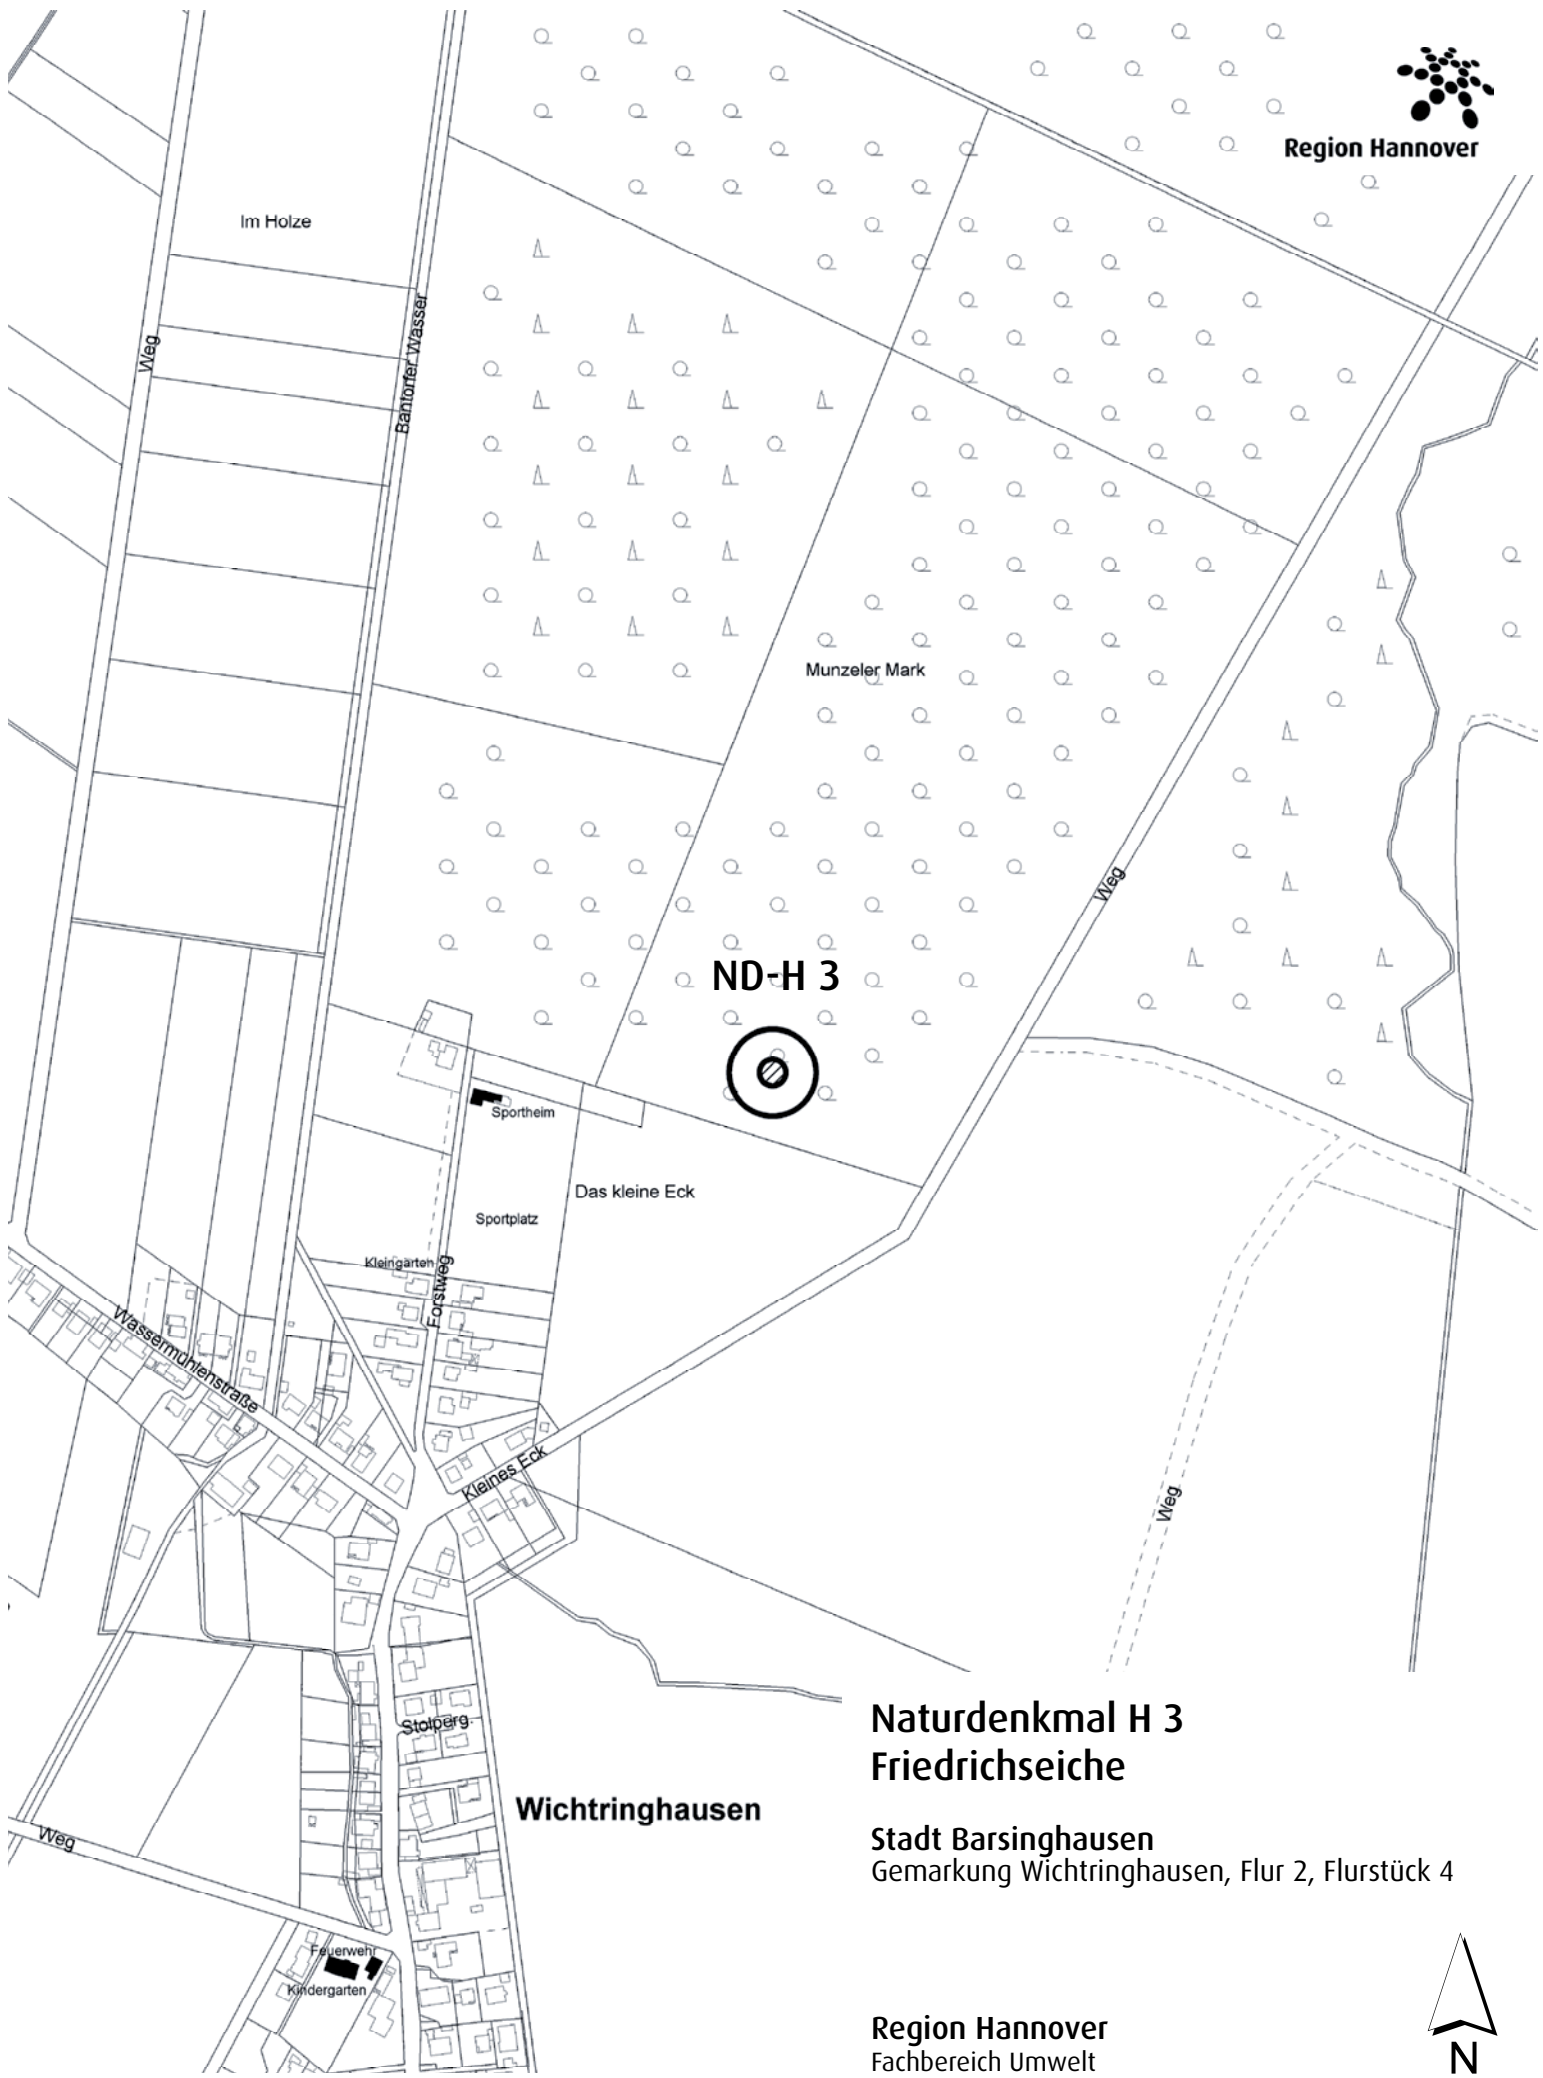 Region Hannover
Im Holze
Weg
Bantorfer Wasser
Munzeler Mark
Weg
ND-H 3
Sportheim
Das kleine Eck
Sportplatz
Kleingärten
Forstweg
Wassermühlenstraße
Kleines Eck
Weg
Stolperg.
Wichtringhausen
Weg
Feuerwehr
Kindergarten
Naturdenkmal H 3
Friedrichseiche
Stadt Barsinghausen
Gemarkung Wichtringhausen, Flur 2, Flurstück 4
Region Hannover
Fachbereich Umwelt
N